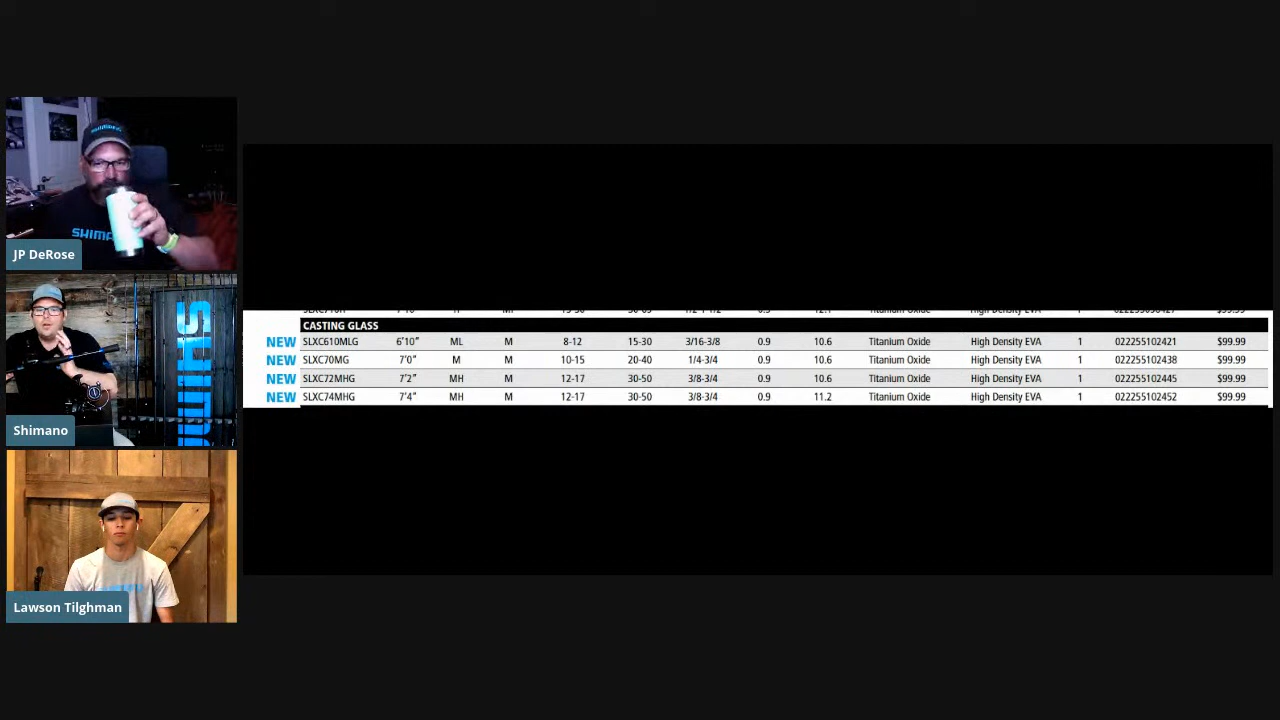 SHIMANO
SHIMA
JP DeRose
SHIMANO
Shimano
Lawson Tilghman
CASTING GLASS
NEW SLXC610MLG 6'10" ML M 8-12 15-30 3/16-3/8 0.9 10.6 Titanium Oxide High Density EVA 1 022255102421 $99.99
NEW SLXC70MG 7'0" M M 10-15 20-40 1/4-3/4 0.9 10.6 Titanium Oxide High Density EVA 1 022255102438 $99.99
NEW SLXC72MHG 7'2" MH M 12-17 30-50 3/8-3/4 0.9 10.6 Titanium Oxide High Density EVA 1 022255102445 $99.99
NEW SLXC74MHG 7'4" MH M 12-17 30-50 3/8-3/4 0.9 11.2 Titanium Oxide High Density EVA 1 022255102452 $99.99